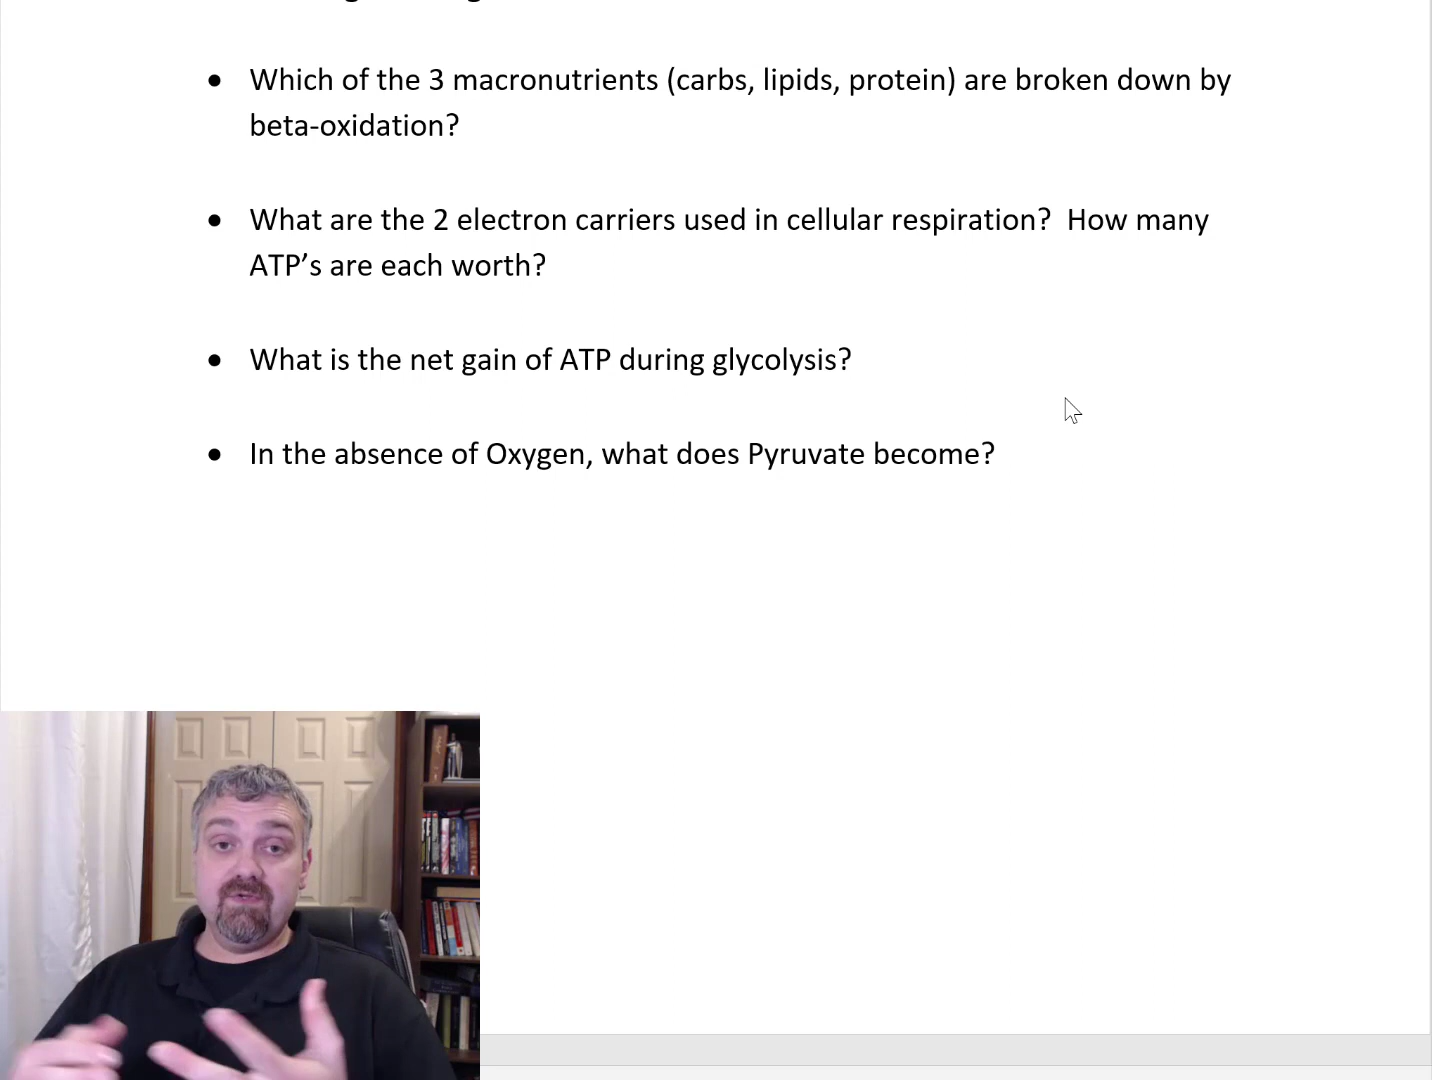 Which of the 3 macronutrients (carbs, lipids, protein) are broken down by
beta-oxidation?
What are the 2 electron carriers used in cellular respiration?  How many
ATP’s are each worth?
What is the net gain of ATP during glycolysis?
In the absence of Oxygen, what does Pyruvate become?